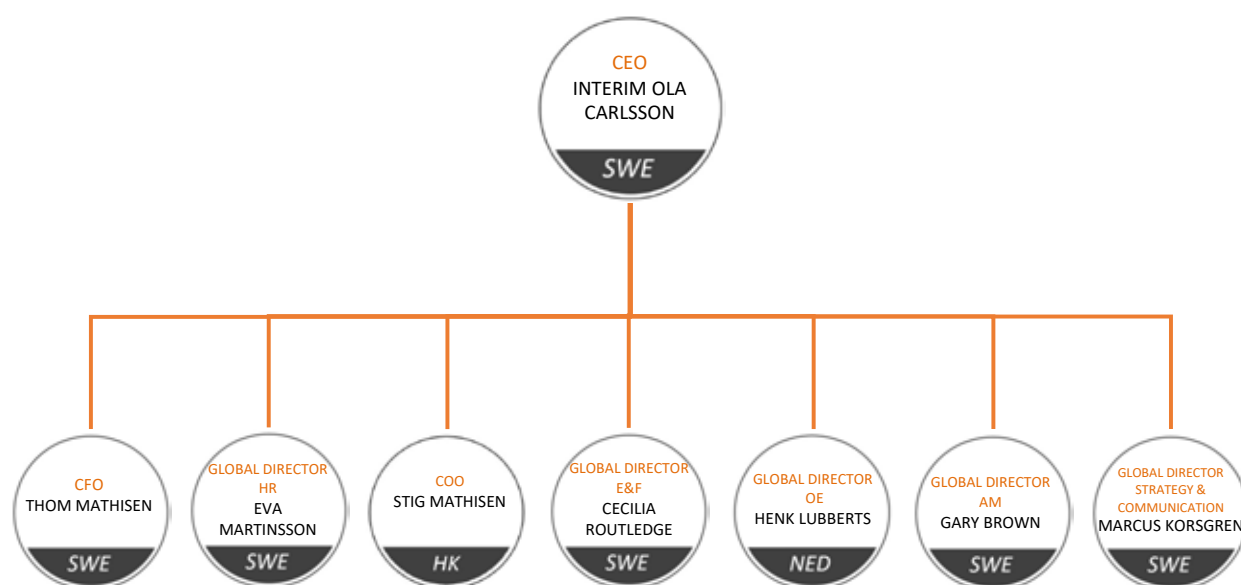 CEO
INTERIM OLA
CARLSSON
SWE
CFO
THOM MATHISEN
SWE
GLOBAL DIRECTOR
HR
EVA
MARTINSSON
SWE
COO
STIG MATHISEN
HK
GLOBAL DIRECTOR
E&F
CECILIA
ROUTLEDGE
SWE
GLOBAL DIRECTOR
OE
HENK LUBBERTS
NED
GLOBAL DIRECTOR
AM
GARY BROWN
SWE
GLOBAL DIRECTOR
STRATEGY &
COMMUNICATION
MARCUS KORSGREN
SWE